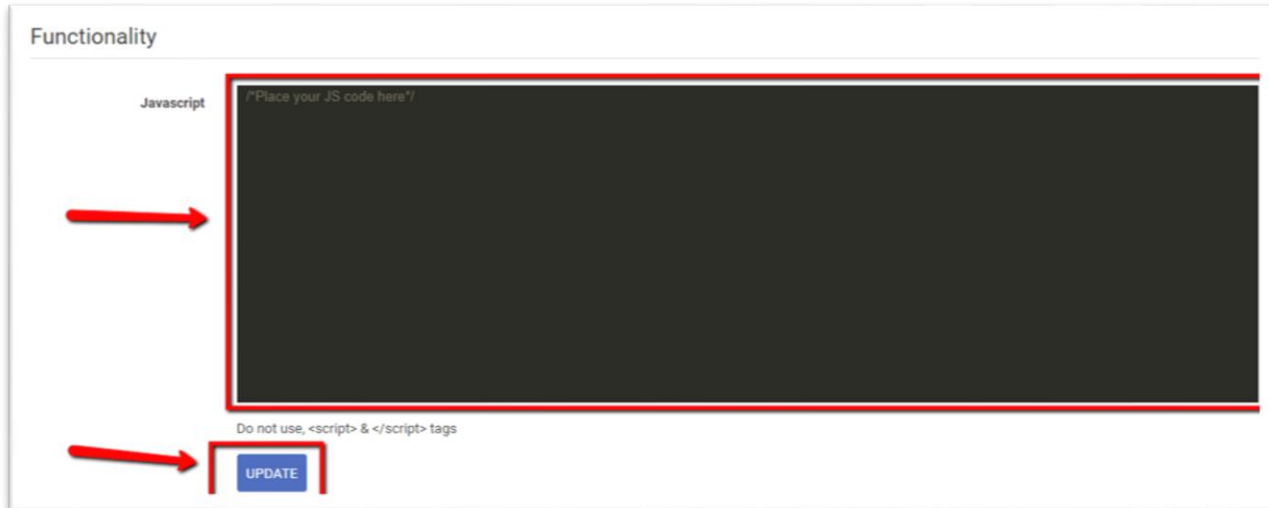 Functionality
Javascript
/*Place your JS code here*/
Do not use, <script> & </script> tags
UPDATE